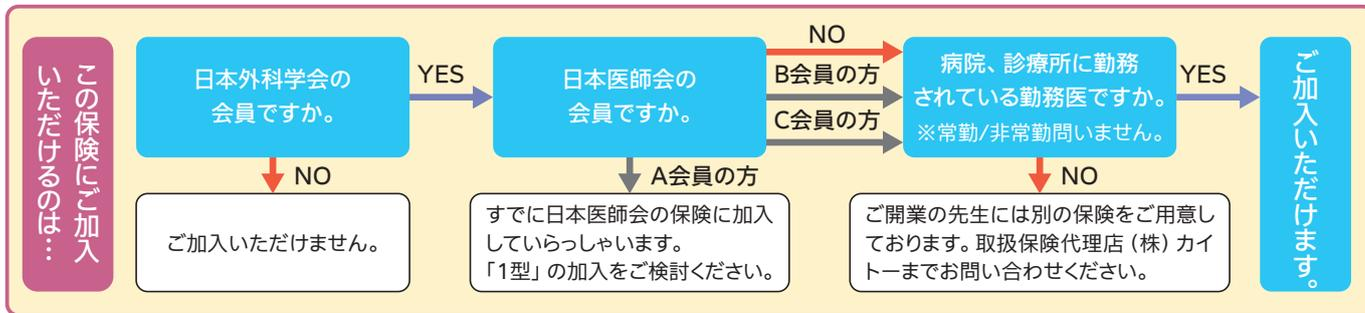 この保険にご加入
いただけるのは…
日本外科学会の
会員ですか。
YES
NO
ご加入いただけません。
日本医師会の
会員ですか。
NO
B会員の方
C会員の方
A会員の方
すでに日本医師会の保険に加入
していらっしゃいます。
「1型」の加入をご検討ください。
病院、診療所に勤務
されている勤務医ですか。
※常勤/非常勤問いません。
YES
NO
ご開業の先生には別の保険をご用意し
ております。取扱保険代理店（株）カイ
トーまでお問い合わせください。
ご加入いただけます。